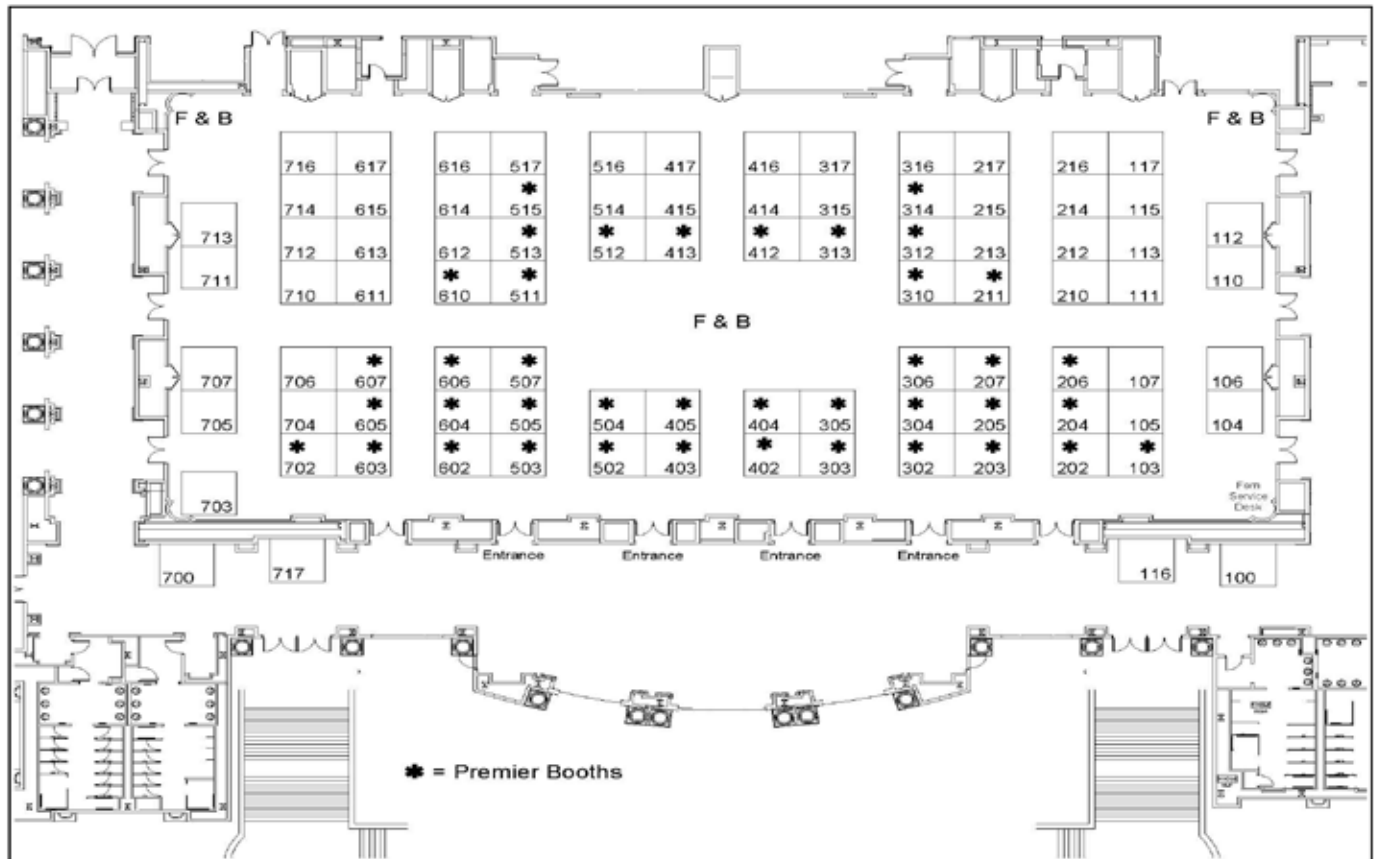 F & B F & B
716 617 616 517 516 417 416 317 316 217 216 117
✱ ✱
714 615 614 515 514 415 414 315 314 215 214 115
713 ✱ ✱ ✱ ✱ ✱ ✱ 112
712 613 612 513 512 413 412 313 312 213 212 113
711 ✱ ✱ ✱ ✱ 110
710 611 610 511 310 211 210 111
F & B
✱ ✱ ✱ ✱ ✱ ✱
707 706 607 606 507 306 207 206 107 106
✱ ✱ ✱ ✱ ✱ ✱ ✱ ✱ ✱ ✱
705 704 605 604 505 504 405 404 305 304 205 204 105 104
✱ ✱ ✱ ✱ ✱ ✱ ✱ ✱ ✱ ✱ ✱ ✱
702 603 602 503 502 403 402 303 302 203 202 103
703
Fern
Service
Desk
Entrance Entrance Entrance Entrance
700 717 116 100
✱ = Premier Booths